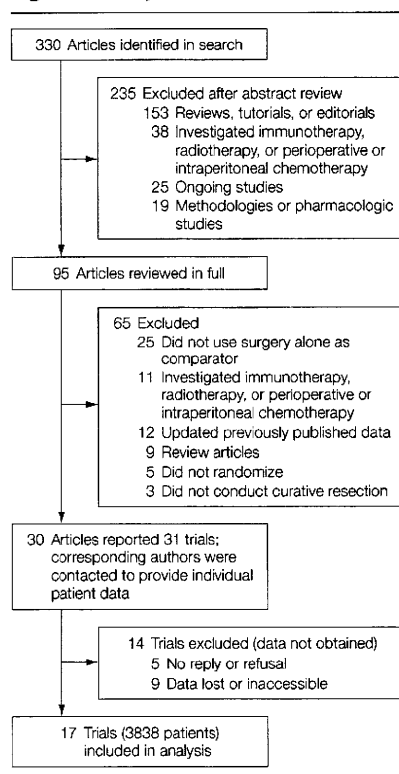 330 Articles identified in search
235 Excluded after abstract review
153 Reviews, tutorials, or editorials
38 Investigated immunotherapy,
radiotherapy, or perioperative or
intraperitoneal chemotherapy
25 Ongoing studies
19 Methodologies or pharmacologic
studies
95 Articles reviewed in full
65 Excluded
25 Did not use surgery alone as
comparator
11 Investigated immunotherapy,
radiotherapy, or perioperative or
intraperitoneal chemotherapy
12 Updated previously published data
9 Review articles
5 Did not randomize
3 Did not conduct curative resection
30 Articles reported 31 trials;
corresponding authors were
contacted to provide individual
patient data
14 Trials excluded (data not obtained)
5 No reply or refusal
9 Data lost or inaccessible
17 Trials (3838 patients)
included in analysis